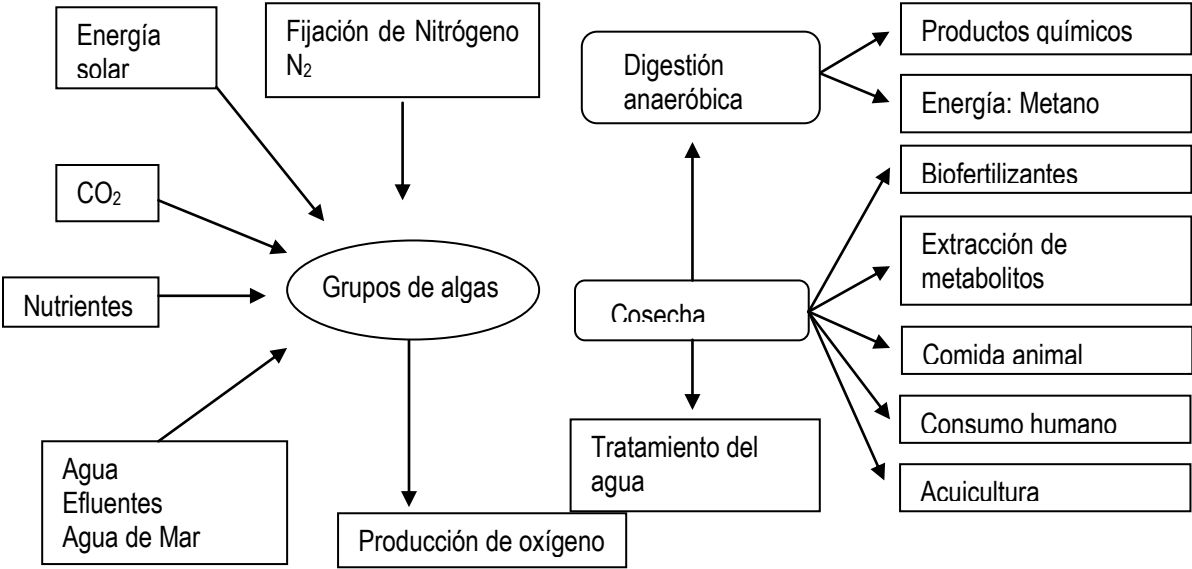 Energía
solar
Fijación de Nitrógeno
N₂
CO₂
Nutrientes
Agua
Efluentes
Agua de Mar
Grupos de algas
Producción de oxígeno
Digestión
anaeróbica
Cosecha
Tratamiento del
agua
Productos químicos
Energía: Metano
Biofertilizantes
Extracción de
metabolitos
Comida animal
Consumo humano
Acuicultura